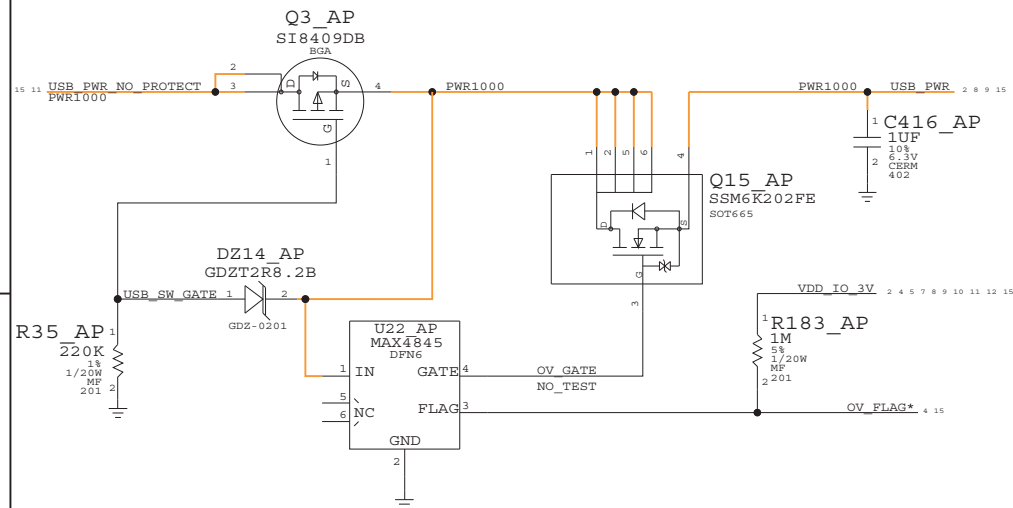 Q3_AP
SI8409DB
BGA
2
3
D
S
4
G
1
15 11
USB_PWR_NO_PROTECT
PWR1000
PWR1000
PWR1000
USB_PWR
2 8 9 15
1
2
5
6
4
1
C416_AP
1UF
10%
6.3V
CERM
402
2
Q15_AP
SSM6K202FE
SOT665
D
S
G
3
DZ14_AP
GDZT2R8.2B
USB_SW_GATE
1
2
GDZ-0201
R35_AP
1
220K
1%
1/20W
MF
201
2
U22_AP
MAX4845
DFN6
1
IN
GATE
4
5
6
NC
FLAG
3
GND
2
OV_GATE
NO_TEST
VDD_IO_3V
2 4 5 7 8 9 10 11 12 15
1
R183_AP
1M
5%
1/20W
MF
201
2
OV_FLAG*
4 15